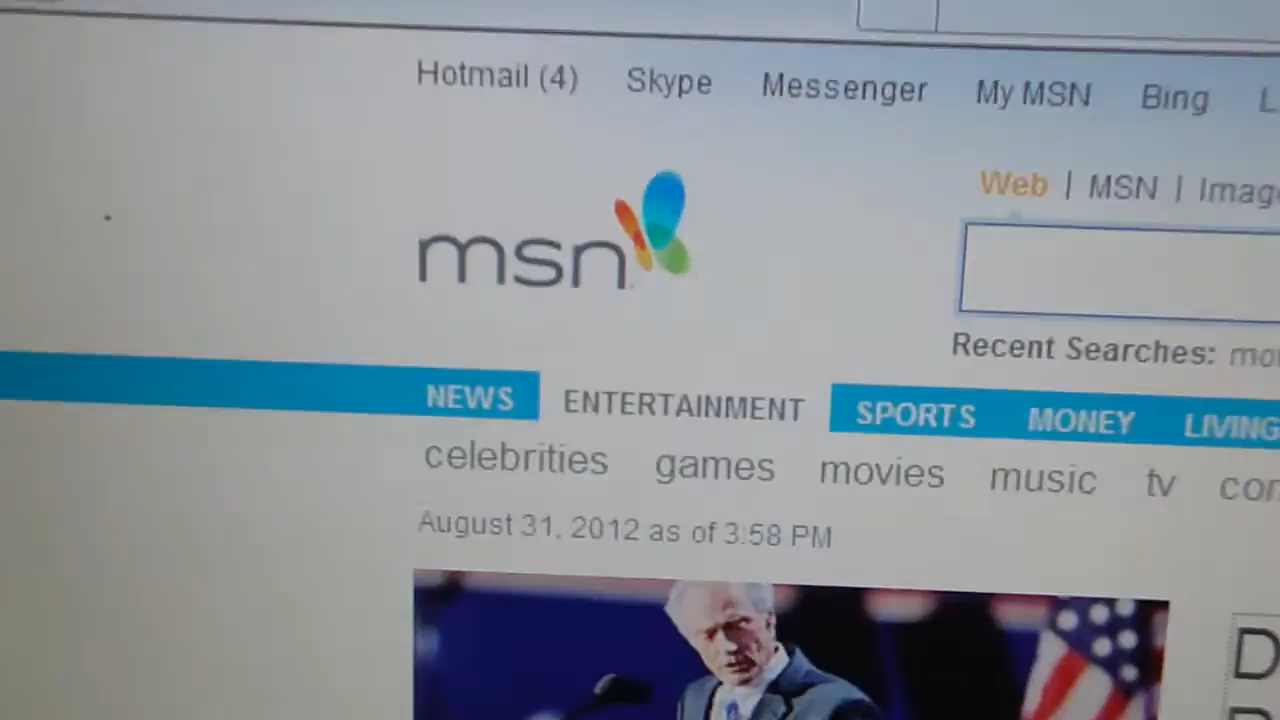 Hotmail (4) Skype Messenger My MSN Bing
msn
Web | MSN |
Recent Searches:
NEWS ENTERTAINMENT SPORTS MONEY LIVING
celebrities games movies music tv
August 31, 2012 as of 3:58 PM